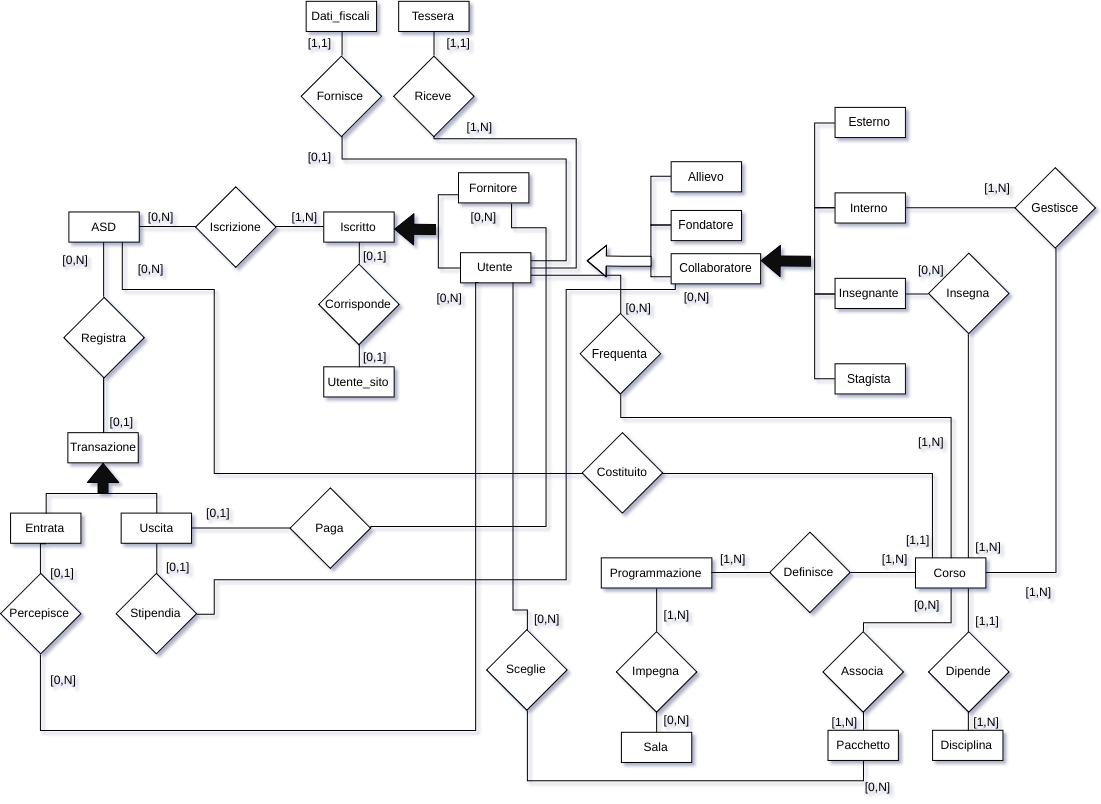 Dati_fiscali
Tessera
[1,1]
[1,1]
Fornisce
Riceve
[1,N]
[0,1]
Esterno
Allievo
Fornitore
Interno
[1,N]
Gestisce
[0,N]
[1,N]
[0,N]
ASD
Iscrizione
Iscritto
Fondatore
[0,N]
[0,1]
Utente
Collaboratore
[0,N]
[0,N]
[0,N]
[0,N]
Insegnante
Insegna
Corrisponde
[0,N]
Registra
Frequenta
[0,1]
Utente_sito
Stagista
[0,1]
Transazione
[1,N]
Costituito
[0,1]
Entrata
Uscita
Paga
[1,1]
[1,N]
[1,N]
[1,N]
[0,1]
[0,1]
Programmazione
Definisce
Corso
[1,N]
Percepisce
Stipendia
[0,N]
[1,N]
[0,N]
[1,1]
Sceglie
Impegna
Associa
Dipende
[0,N]
[0,N]
[1,N]
[1,N]
Sala
Pacchetto
Disciplina
[0,N]